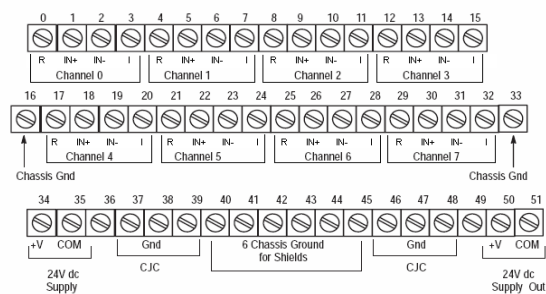 0 1 2 3 4 5 6 7 8 9 10 11 12 13 14 15
R IN+ IN- I R IN+ IN- I R IN+ IN- I R IN+ IN- I
Channel 0 Channel 1 Channel 2 Channel 3
16 17 18 19 20 21 22 23 24 25 26 27 28 29 30 31 32 33
R IN+ IN- I R IN+ IN- I R IN+ IN- I R IN+ IN- I
Channel 4 Channel 5 Channel 6 Channel 7
Chassis Gnd Chassis Gnd
34 35 36 37 38 39 40 41 42 43 44 45 46 47 48 49 50 51
+V COM Gnd 6 Chassis Ground Gnd +V COM
for Shields
24V dc CJC CJC 24V dc
Supply Supply Out